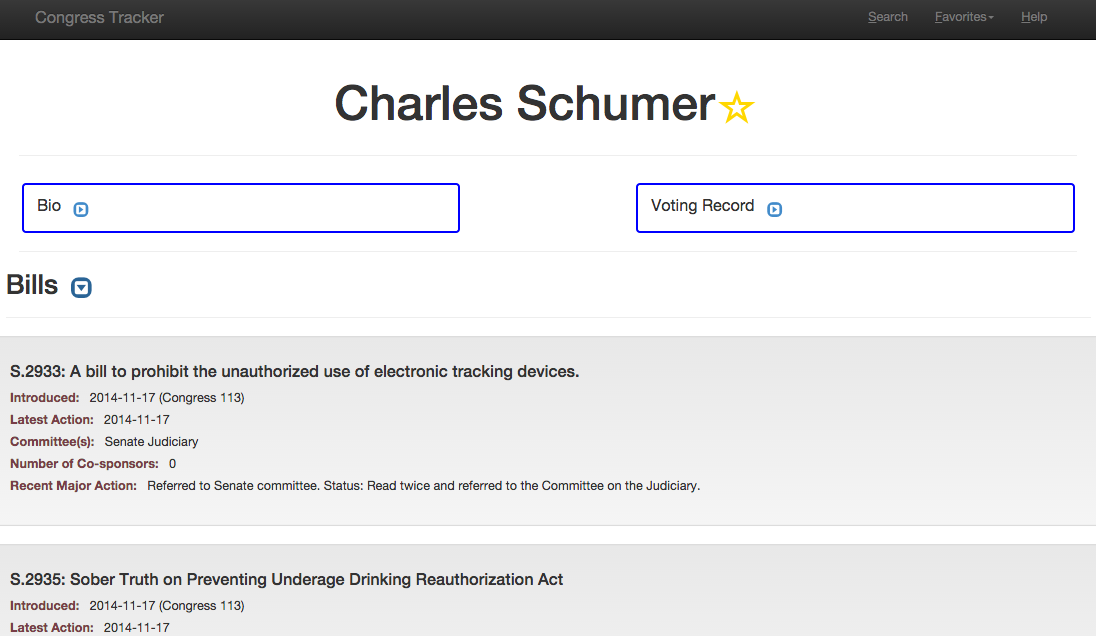 Congress Tracker
Search Favorites Help
Charles Schumer
Bio
Voting Record
Bills
S.2933: A bill to prohibit the unauthorized use of electronic tracking devices.
Introduced: 2014-11-17 (Congress 113)
Latest Action: 2014-11-17
Committee(s): Senate Judiciary
Number of Co-sponsors: 0
Recent Major Action: Referred to Senate committee. Status: Read twice and referred to the Committee on the Judiciary.
S.2935: Sober Truth on Preventing Underage Drinking Reauthorization Act
Introduced: 2014-11-17 (Congress 113)
Latest Action: 2014-11-17